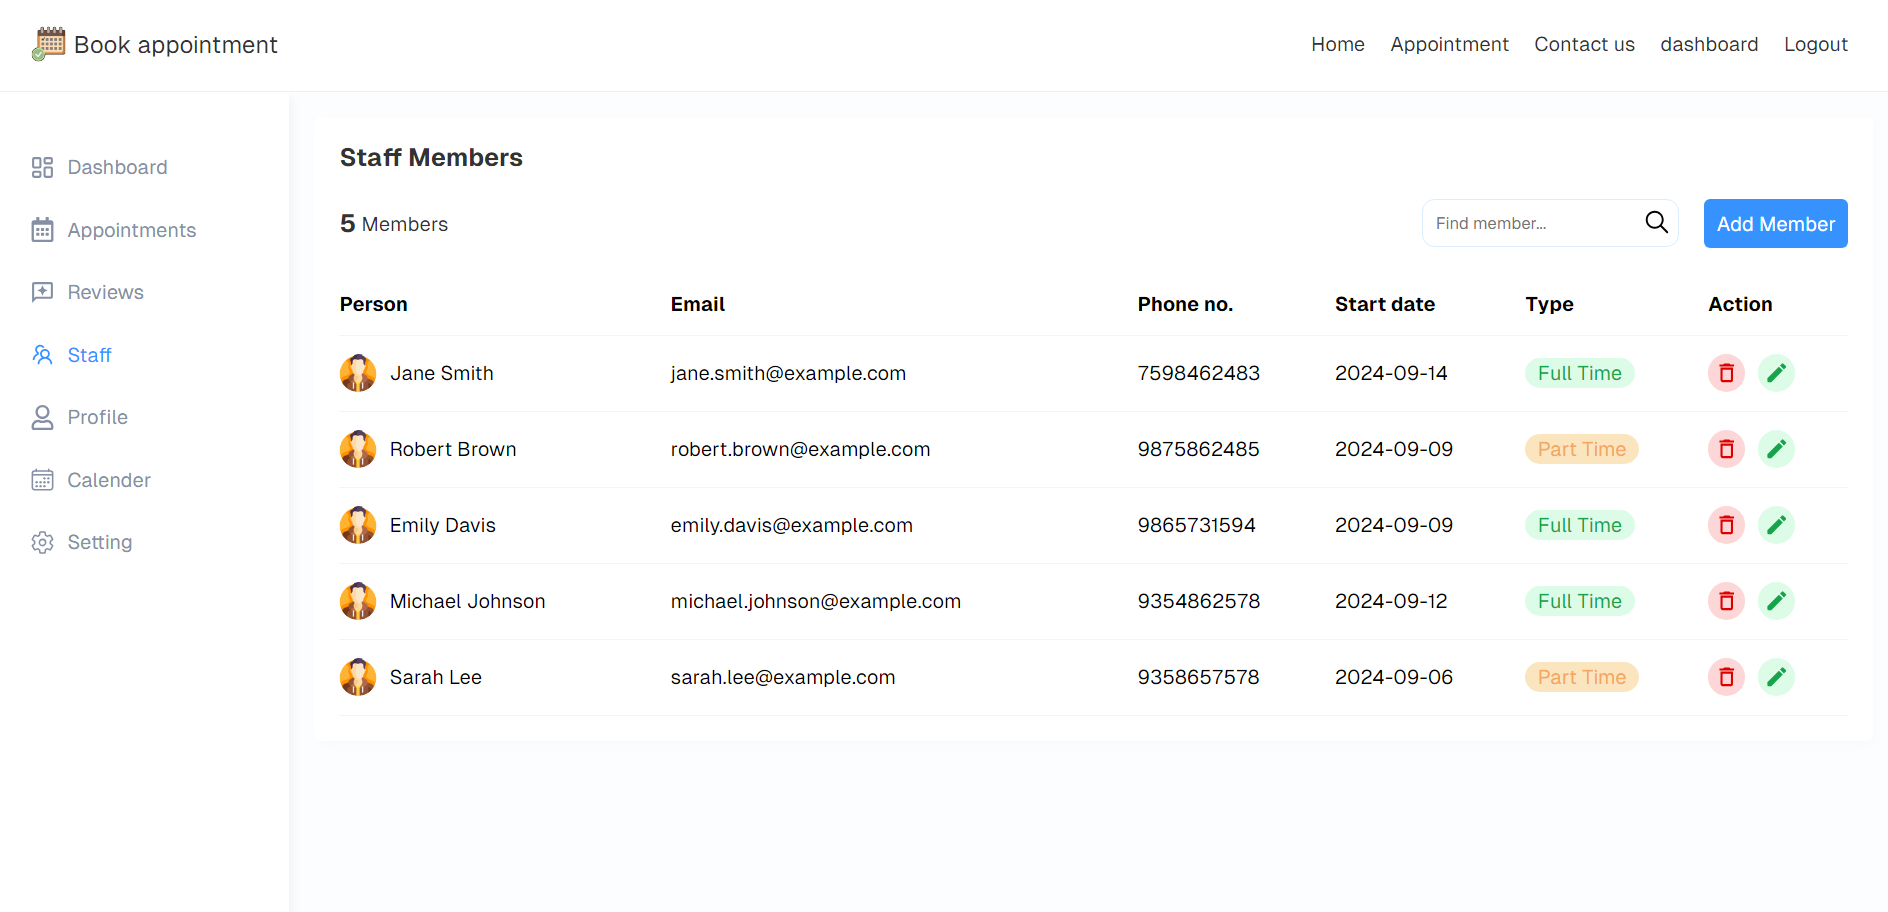 Book appointment
Home Appointment Contact us dashboard Logout
Dashboard
Appointments
Reviews
Staff
Profile
Calender
Setting
Staff Members
5 Members
Find member...
Add Member
Person Email Phone no. Start date Type Action
Jane Smith jane.smith@example.com 7598462483 2024-09-14 Full Time
Robert Brown robert.brown@example.com 9875862485 2024-09-09 Part Time
Emily Davis emily.davis@example.com 9865731594 2024-09-09 Full Time
Michael Johnson michael.johnson@example.com 9354862578 2024-09-12 Full Time
Sarah Lee sarah.lee@example.com 9358657578 2024-09-06 Part Time